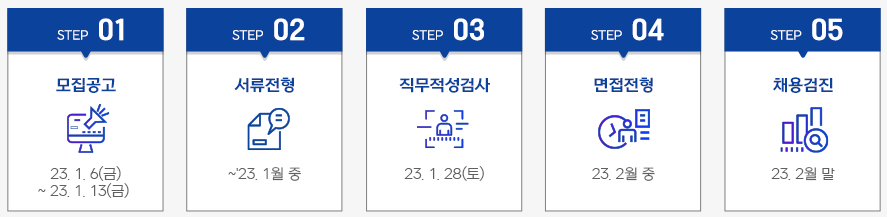 STEP 01
모집공고
23. 1. 6(금)
~ 23. 1. 13(금)
STEP 02
서류전형
~'23. 1월 중
STEP 03
직무적성검사
23. 1. 28(토)
STEP 04
면접전형
23. 2월 중
STEP 05
채용검진
23. 2월 말